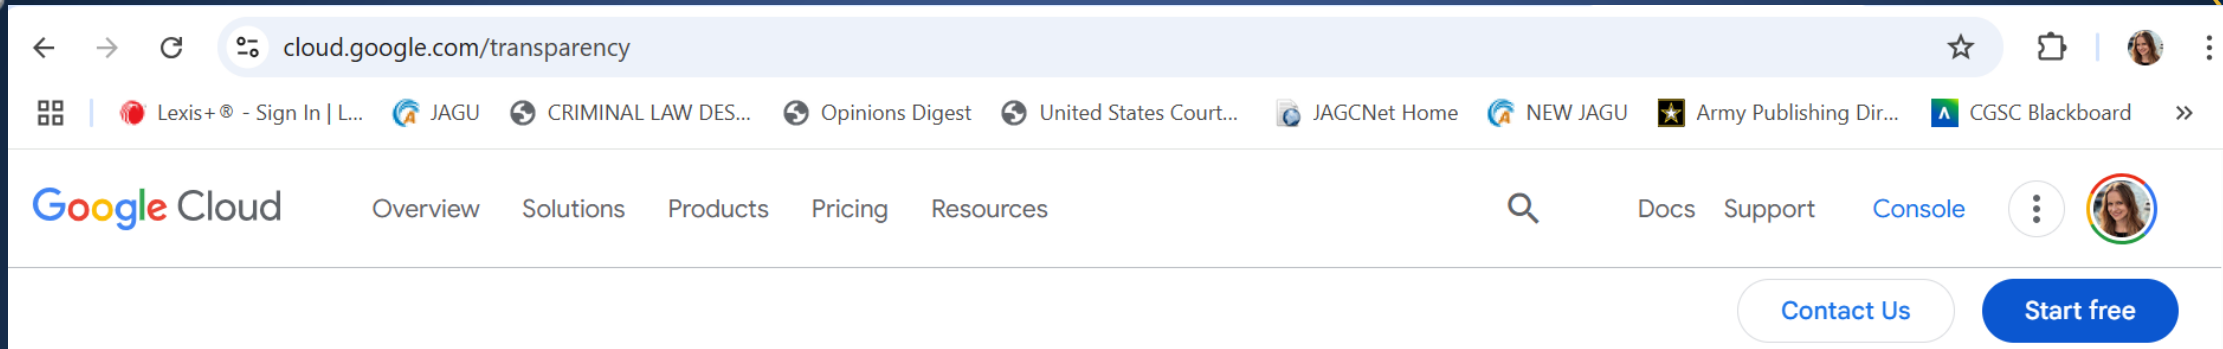 cloud.google.com/transparency
Lexis+® - Sign In | L... JAGU CRIMINAL LAW DES... Opinions Digest United States Court... JAGCNet Home NEW JAGU Army Publishing Dir... CGSC Blackboard »
Google Cloud Overview Solutions Products Pricing Resources Docs Support Console
Contact Us Start free